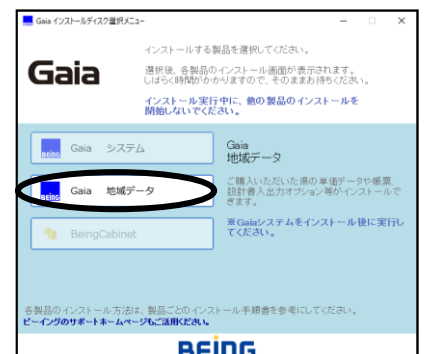 Gaia インストールディスク選択メニュー
インストールする製品を選択してください。
Gaia
選択後、各製品のインストール画面が表示されます。
しばらく時間がかかりますので、そのままお待ちください。
インストール実行中に、他の製品のインストールを
開始しないでください。
BEING
Gaia システム
Gaia
地域データ
BEING
Gaia 地域データ
ご購入いただいた県の単価データや帳票、
設計書入出力オプション等がインストールで
きます。
※Gaiaシステムをインストール後に実行し
てください。
BeingCabinet
各製品のインストール方法は、製品ごとのインストール手順書を参考にしてください。
ビーイングのサポートホームページもご活用ください。
BEING